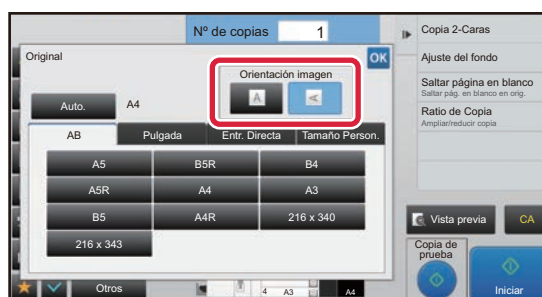 Nº de copias 1
Original
OK
Orientación imagen
A A
Auto. A4
AB Pulgada Entr. Directa Tamaño Person.
A5 B5R B4
A5R A4 A3
B5 A4R 216 x 340
216 x 343
Otros
4 A3 A4
Copia 2-Caras
Ajuste del fondo
Saltar página en blanco
Saltar pág. en blanco en orig.
Ratio de Copia
Ampliar/reducir copia
Vista previa CA
Copia de
prueba
Iniciar